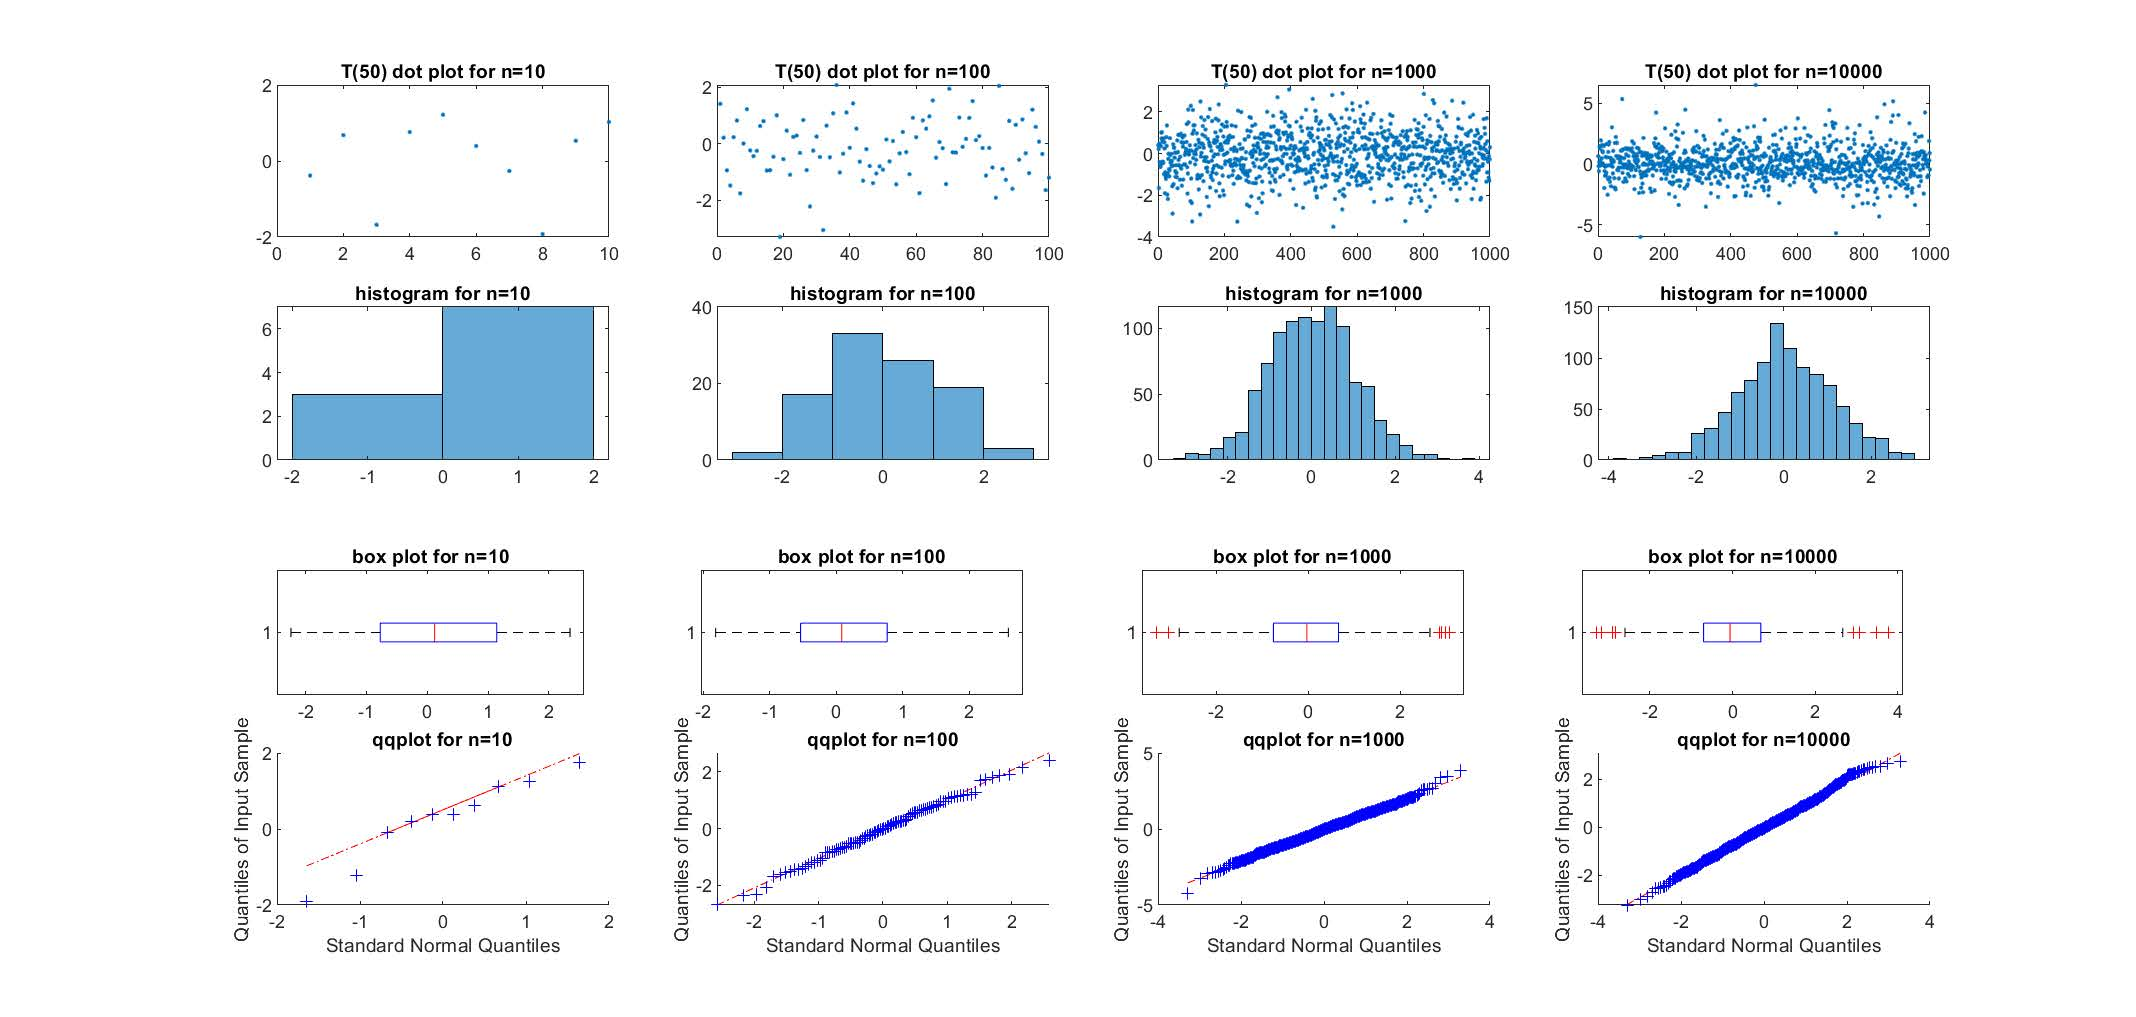 T(50) dot plot for n=10
2
0
-2
0 2 4 6 8 10
T(50) dot plot for n=100
2
0
-2
0 20 40 60 80 100
T(50) dot plot for n=1000
2
0
-2
-4
0 200 400 600 800 1000
T(50) dot plot for n=10000
5
0
-5
0 200 400 600 800 1000
histogram for n=10
6
4
2
0
-2 -1 0 1 2
histogram for n=100
40
20
0
-2 0 2
histogram for n=1000
100
50
0
-2 0 2 4
histogram for n=10000
150
100
50
0
-4 -2 0 2
box plot for n=10
1
-2 -1 0 1 2
box plot for n=100
1
-2 -1 0 1 2
box plot for n=1000
1
-2 0 2
box plot for n=10000
1
-2 0 2 4
qqplot for n=10
Quantiles of Input Sample
2
0
-2
-2 -1 0 1 2
Standard Normal Quantiles
qqplot for n=100
Quantiles of Input Sample
2
0
-2
-2 -1 0 1 2
Standard Normal Quantiles
qqplot for n=1000
Quantiles of Input Sample
5
0
-5
-4 -2 0 2 4
Standard Normal Quantiles
qqplot for n=10000
Quantiles of Input Sample
2
0
-2
-4 -2 0 2 4
Standard Normal Quantiles